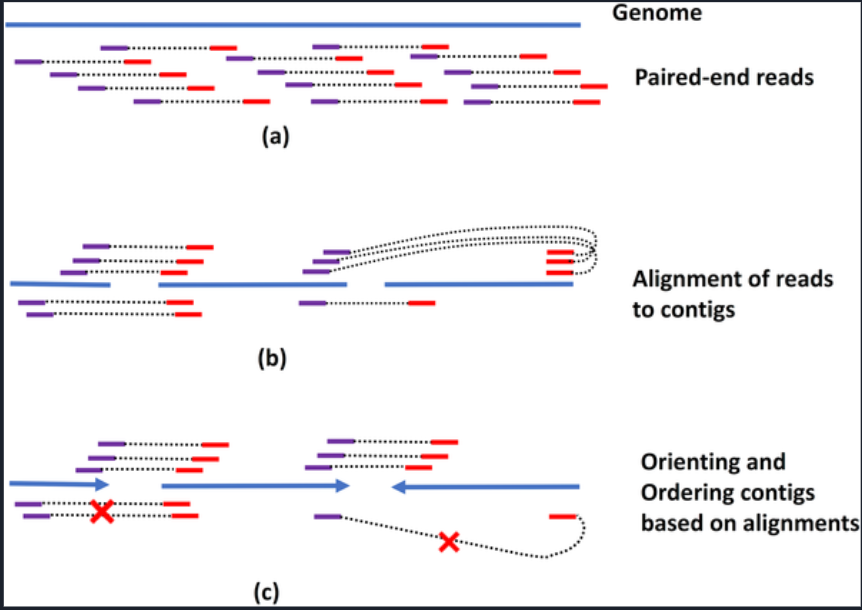 Genome
Paired-end reads
(a)
Alignment of reads
to contigs
(b)
Orienting and
Ordering contigs
based on alignments
(c)